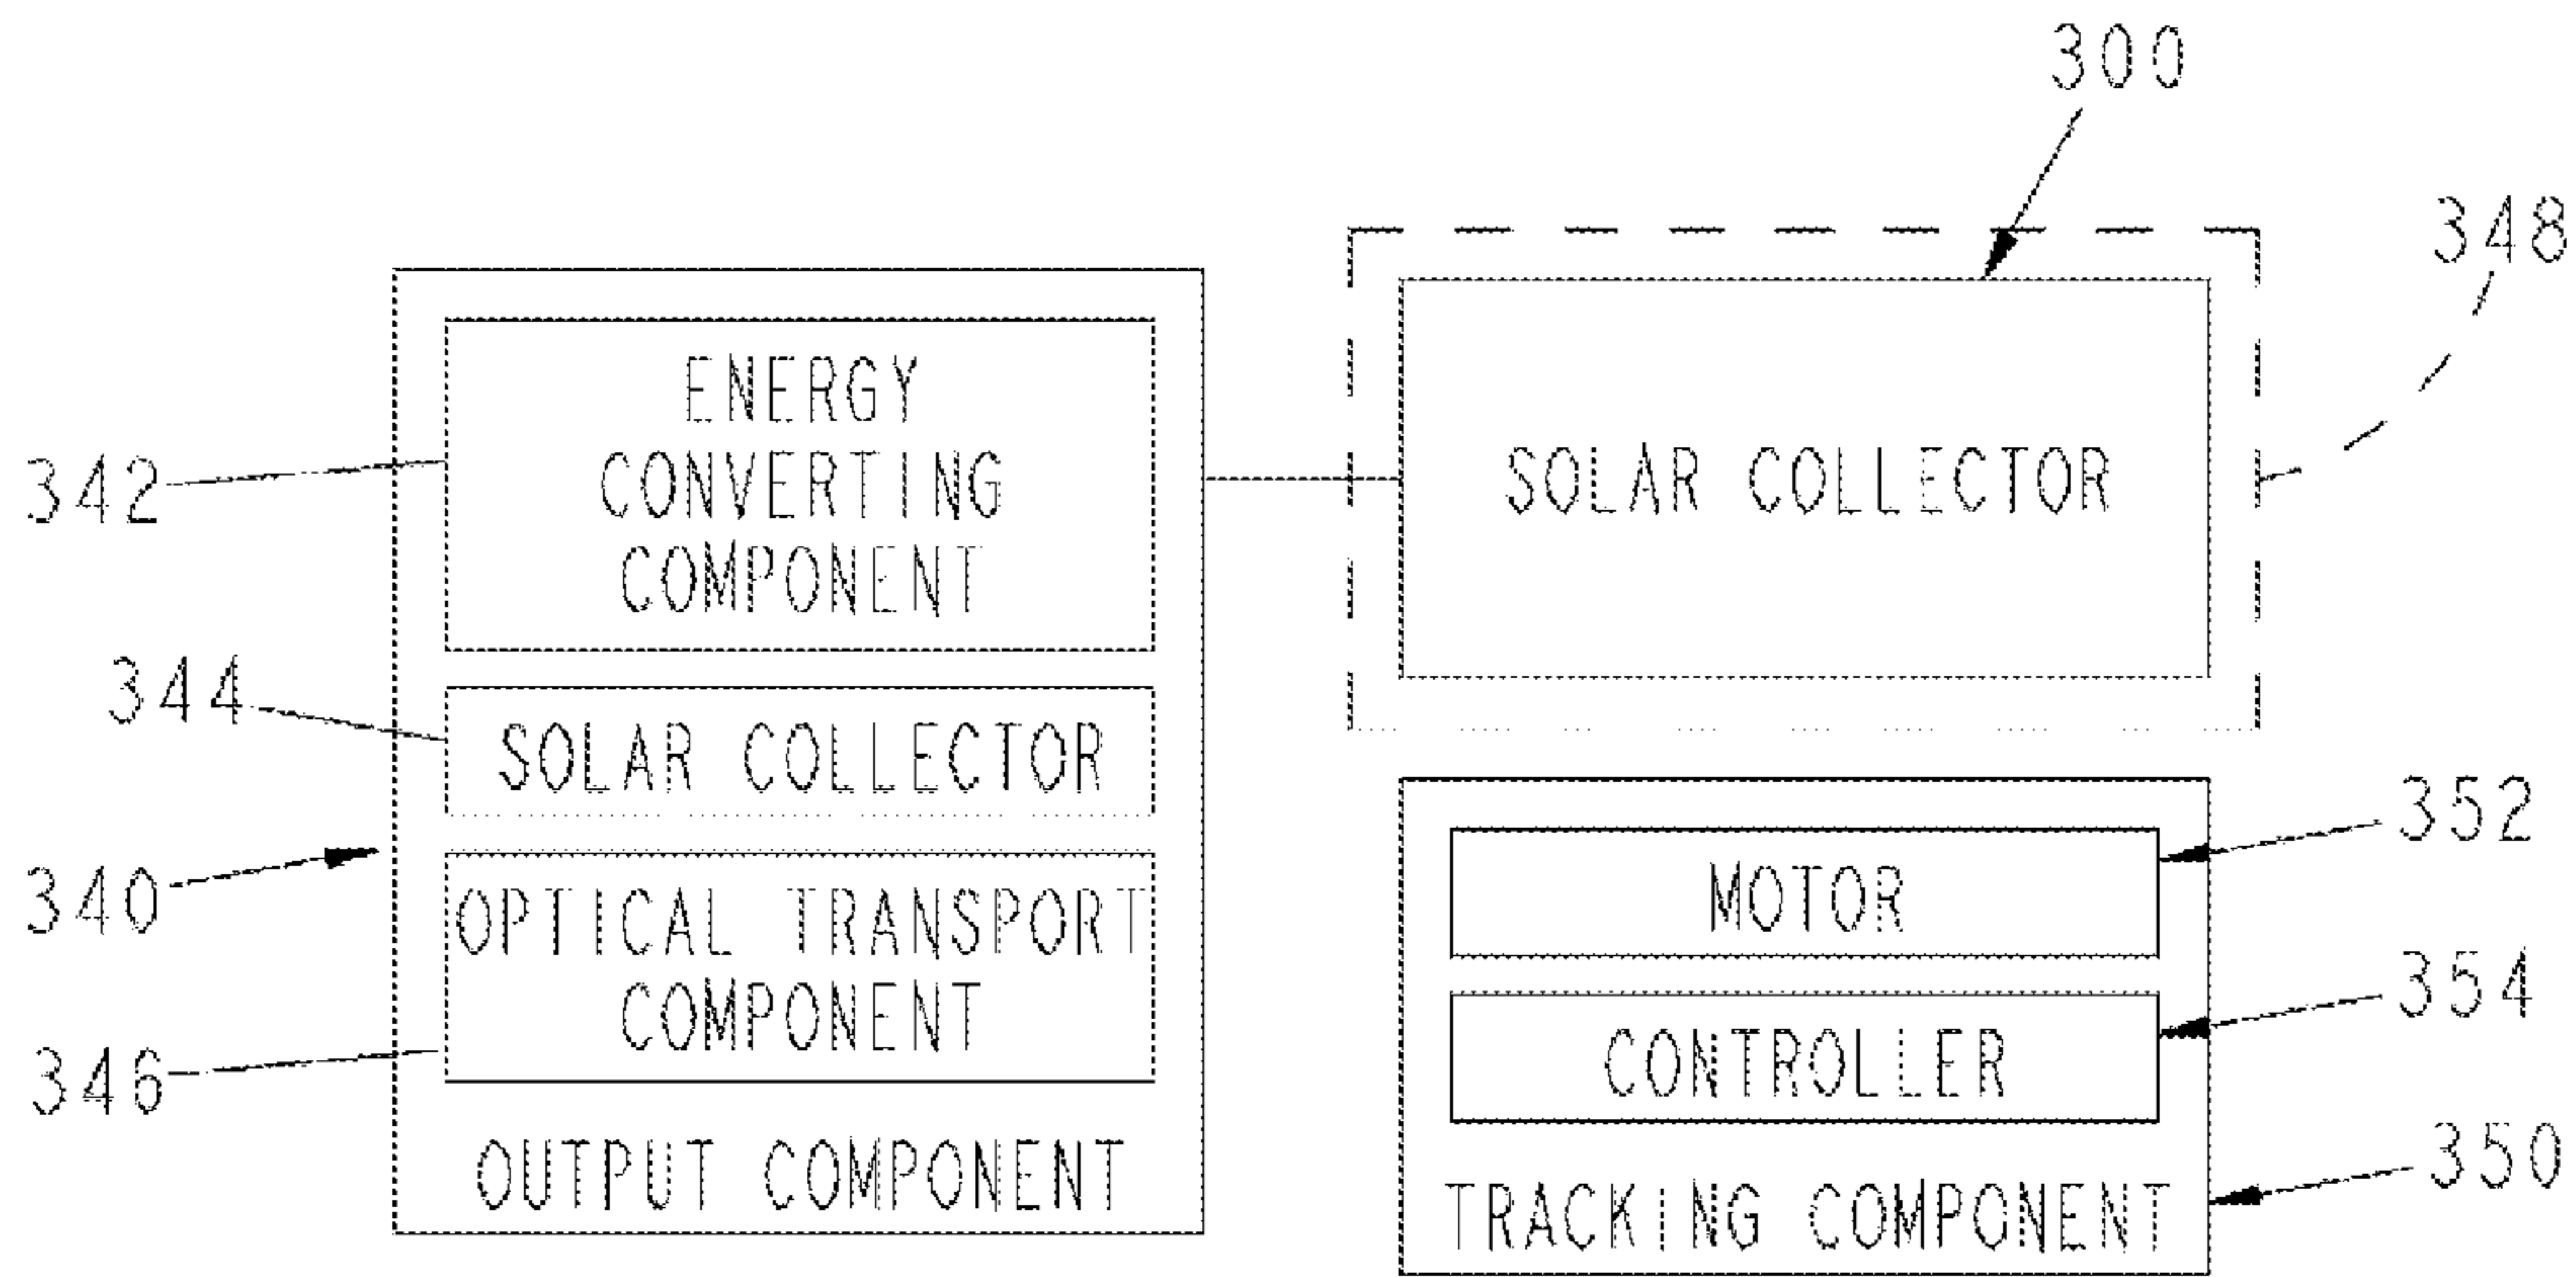 300
348
ENERGY
CONVERTING
COMPONENT
342
SOLAR COLLECTOR
344
SOLAR COLLECTOR
340
OPTICAL TRANSPORT
COMPONENT
346
OUTPUT COMPONENT
MOTOR
352
CONTROLLER
354
TRACKING COMPONENT
350